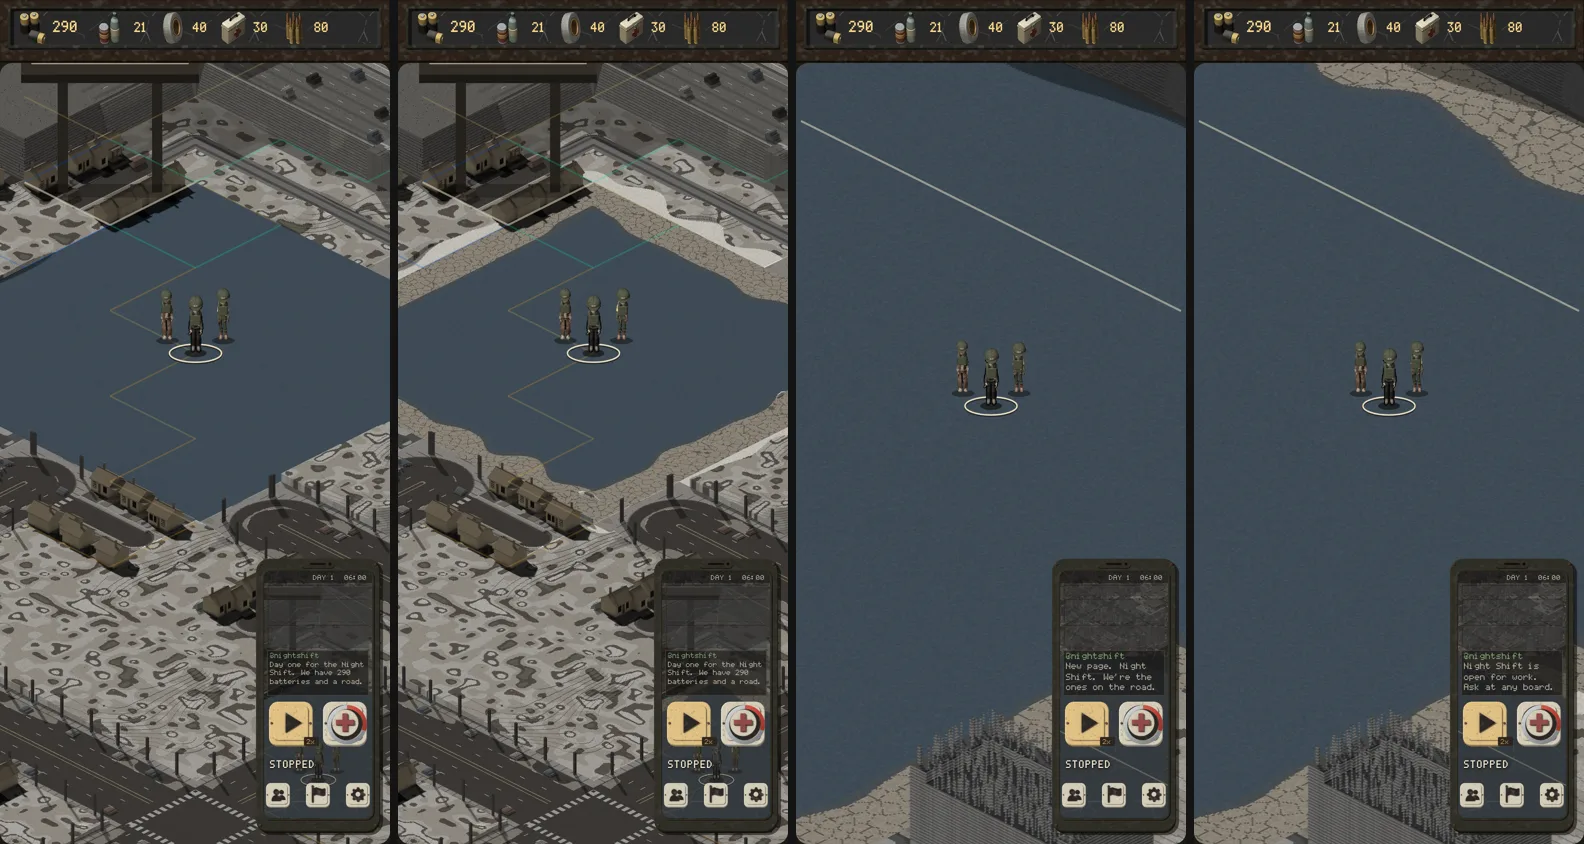 290 21 40 30 80
290 21 40 30 80
290 21 40 30 80
290 21 40 30 80
DAY 1 06:00
@nightshift
Day one for the Night
Shift. We have 290
batteries and a road.
2x
STOPPED
DAY 1 06:00
@nightshift
Day one for the Night
Shift. We have 290
batteries and a road.
2x
STOPPED
DAY 1 06:00
@nightshift
New page. Night
Shift. We're the
ones on the road.
2x
STOPPED
DAY 1 06:00
@nightshift
Night Shift is
open for work.
Ask at any board.
2x
STOPPED